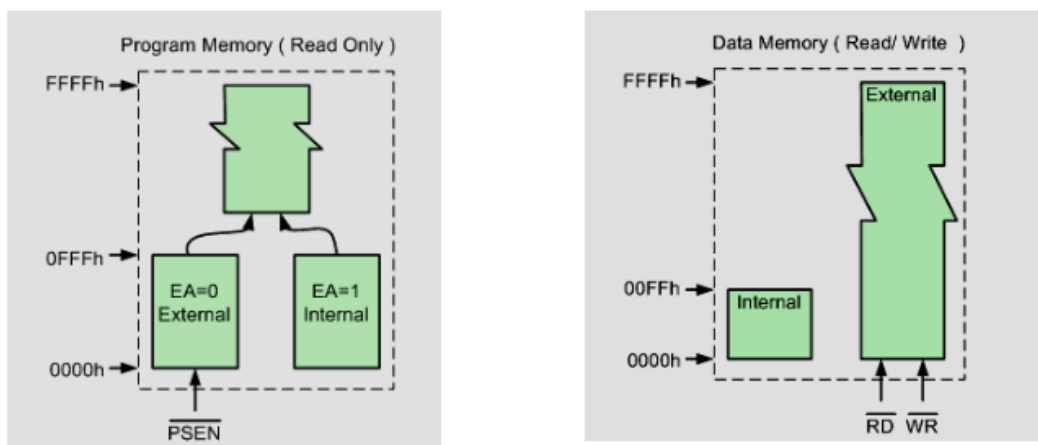 Program Memory ( Read Only )
FFFFh
0FFFh
EA=0
External
EA=1
Internal
0000h
PSEN
Data Memory ( Read/ Write )
FFFFh
External
00FFh
Internal
0000h
RD WR